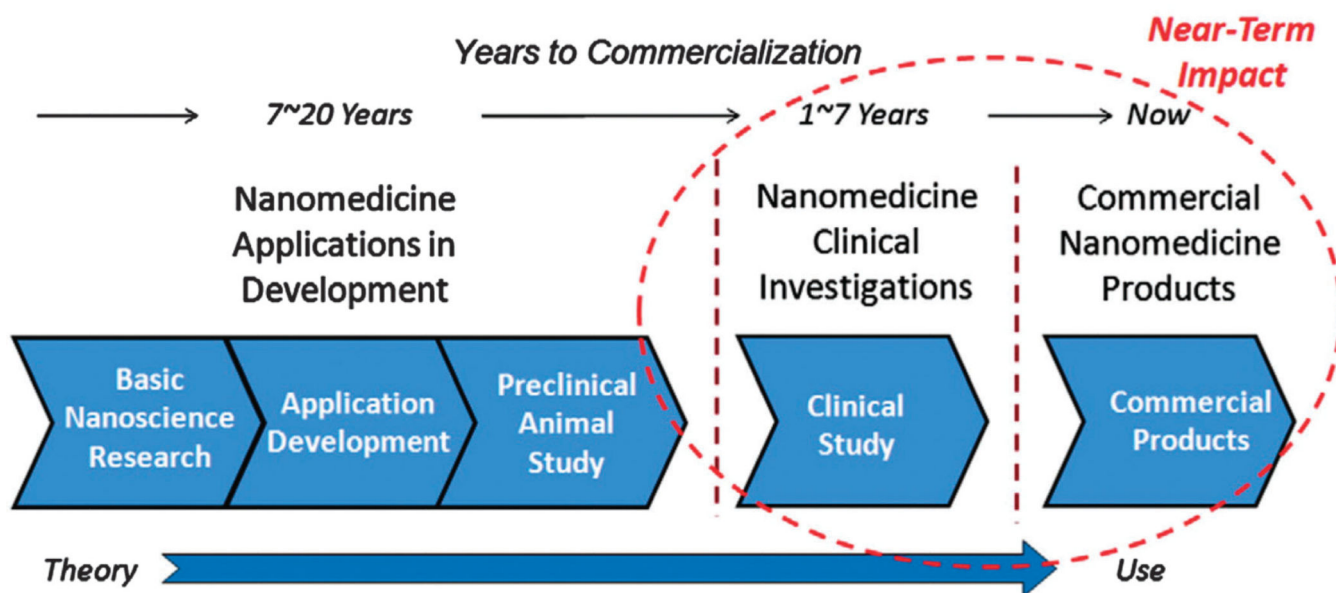 Years to Commercialization
Near-Term
Impact
7~20 Years
1~7 Years
Now
Nanomedicine
Applications in
Development
Nanomedicine
Clinical
Investigations
Commercial
Nanomedicine
Products
Basic
Nanoscience
Research
Application
Development
Preclinical
Animal
Study
Clinical
Study
Commercial
Products
Theory
Use